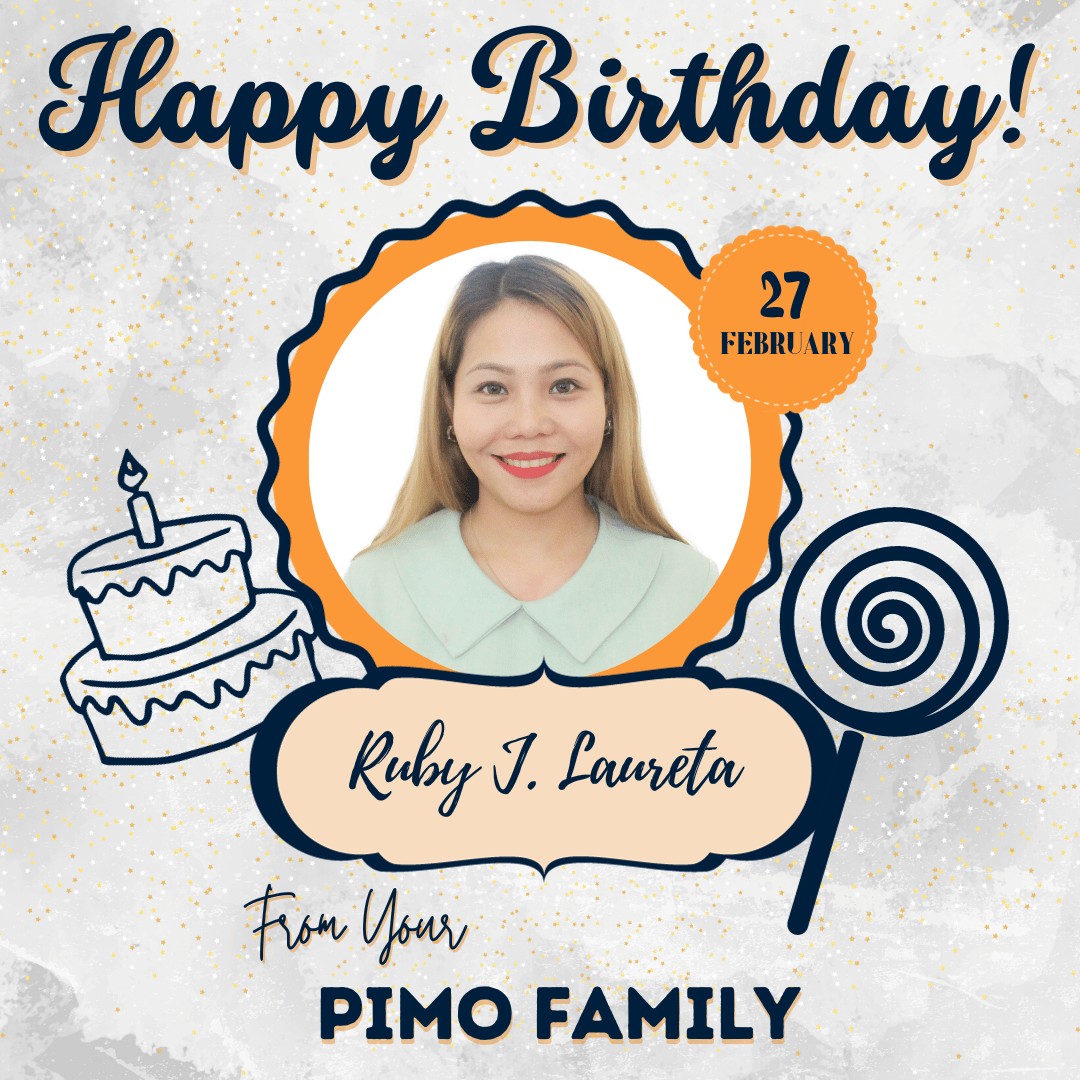 Happy Birthday!
27
FEBRUARY
Ruby J. Laureta
From Your
PIMO FAMILY